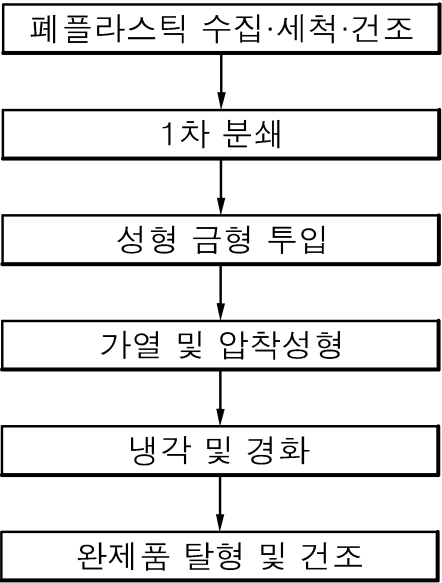 폐플라스틱 수집·세척·건조
1차 분쇄
성형 금형 투입
가열 및 압착성형
냉각 및 경화
완제품 탈형 및 건조